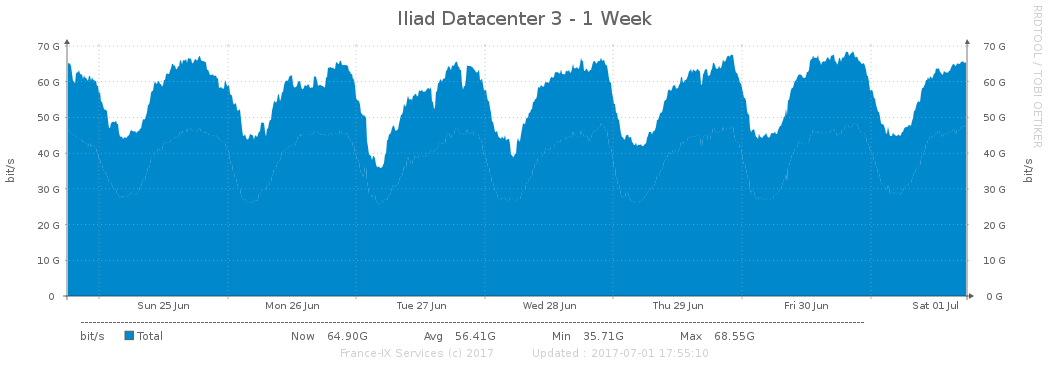 Iliad Datacenter 3 - 1 Week
RRDTOOL / TOBI OETIKER
bit/s
bit/s
70 G 70 G
60 G 60 G
50 G 50 G
40 G 40 G
30 G 30 G
20 G 20 G
10 G 10 G
0 0 G
Sun 25 Jun Mon 26 Jun Tue 27 Jun Wed 28 Jun Thu 29 Jun Fri 30 Jun Sat 01 Jul
bit/s Total Now 64.90G Avg 56.41G Min 35.71G Max 68.55G
France-IX Services (c) 2017 Updated : 2017-07-01 17:55:10